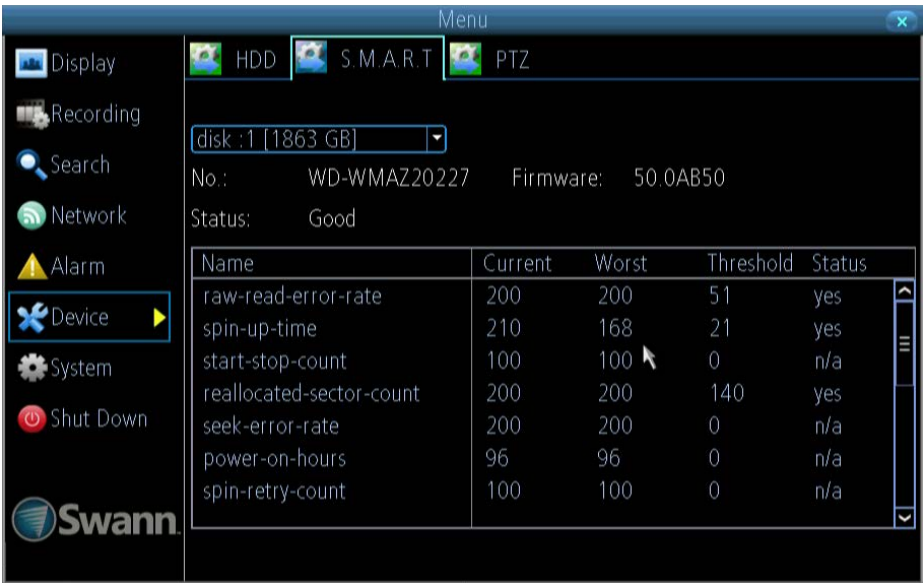 Menu
Display
Recording
Search
Network
Alarm
Device
System
Shut Down
Swann
HDD S.M.A.R.T PTZ
disk :1 [1863 GB]
No.: WD-WMAZ20227 Firmware: 50.0AB50
Status: Good
Name Current Worst Threshold Status
raw-read-error-rate 200 200 51 yes
spin-up-time 210 168 21 yes
start-stop-count 100 100 0 n/a
reallocated-sector-count 200 200 140 yes
seek-error-rate 200 200 0 n/a
power-on-hours 96 96 0 n/a
spin-retry-count 100 100 0 n/a